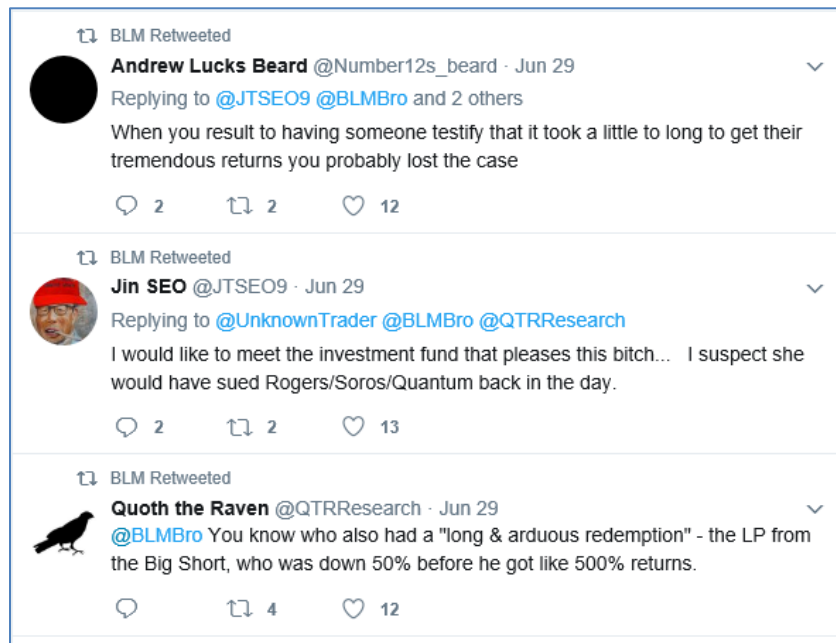 BLM Retweeted
Andrew Lucks Beard @Number12s_beard · Jun 29
Replying to @JTSEO9 @BLMBro and 2 others
When you result to having someone testify that it took a little to long to get their
tremendous returns you probably lost the case
2 2 12
BLM Retweeted
Jin SEO @JTSEO9 · Jun 29
Replying to @UnknownTrader @BLMBro @QTRResearch
I would like to meet the investment fund that pleases this bitch... I suspect she
would have sued Rogers/Soros/Quantum back in the day.
2 2 13
BLM Retweeted
Quoth the Raven @QTRResearch · Jun 29
@BLMBro You know who also had a "long & arduous redemption" - the LP from
the Big Short, who was down 50% before he got like 500% returns.
4 12